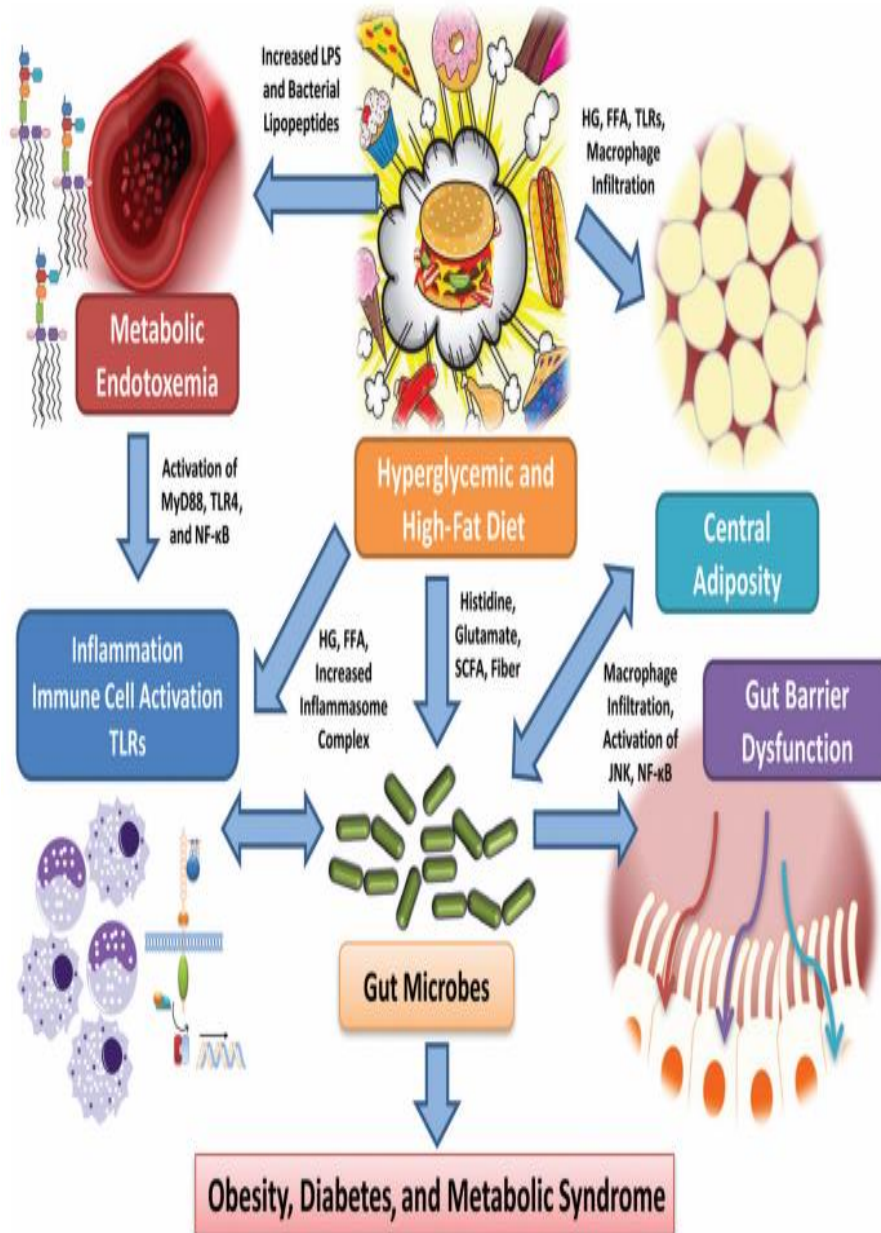 Increased LPS
and Bacterial
Lipopeptides
HG, FFA, TLRs,
Macrophage
Infiltration
Metabolic
Endotoxemia
Hyperglycemic and
High-Fat Diet
Central
Adiposity
Activation of
MyD88, TLR4,
and NF-κB
Inflammation
Immune Cell Activation
TLRs
HG, FFA,
Increased
Inflammasome
Complex
Histidine,
Glutamate,
SCFA, Fiber
Macrophage
Infiltration,
Activation of
JNK, NF-κB
Gut Barrier
Dysfunction
Gut Microbes
Obesity, Diabetes, and Metabolic Syndrome